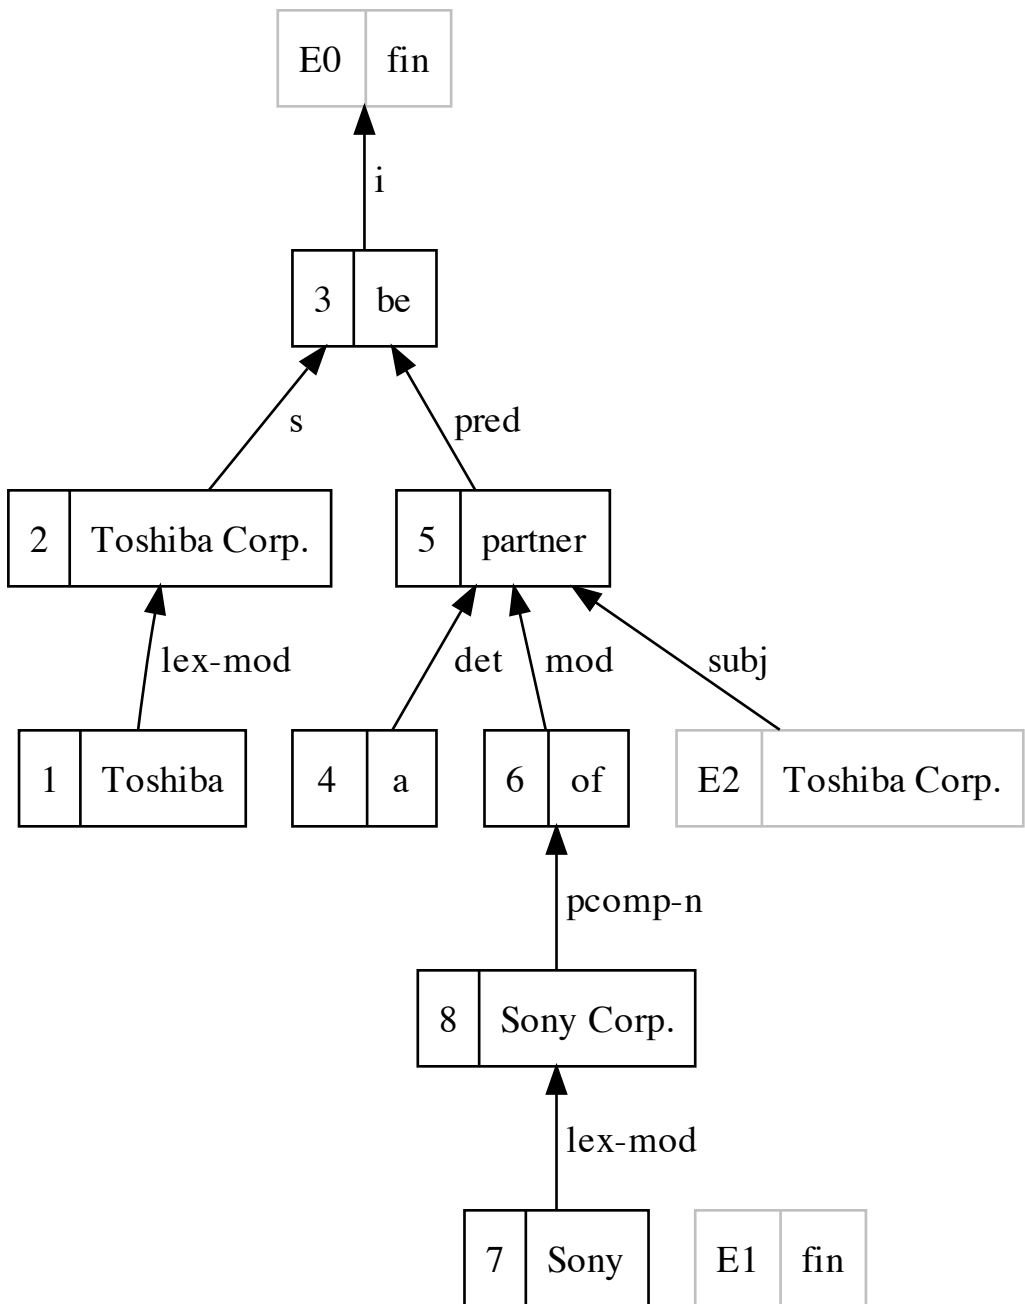 E0 fin
i
3 be
s pred
2 Toshiba Corp. 5 partner
lex-mod det mod subj
1 Toshiba 4 a 6 of E2 Toshiba Corp.
pcomp-n
8 Sony Corp.
lex-mod
7 Sony E1 fin